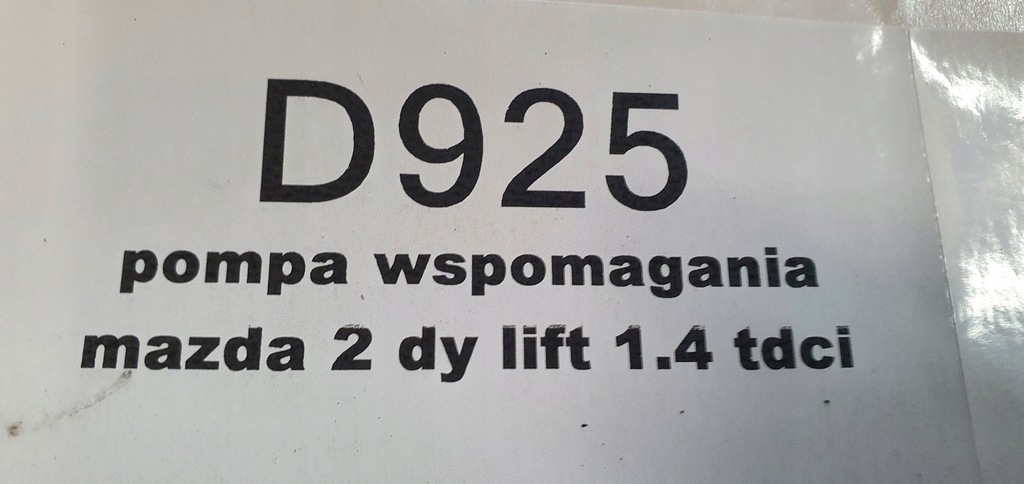 D925
pompa wspomagania
mazda 2 dy lift 1.4 tdci